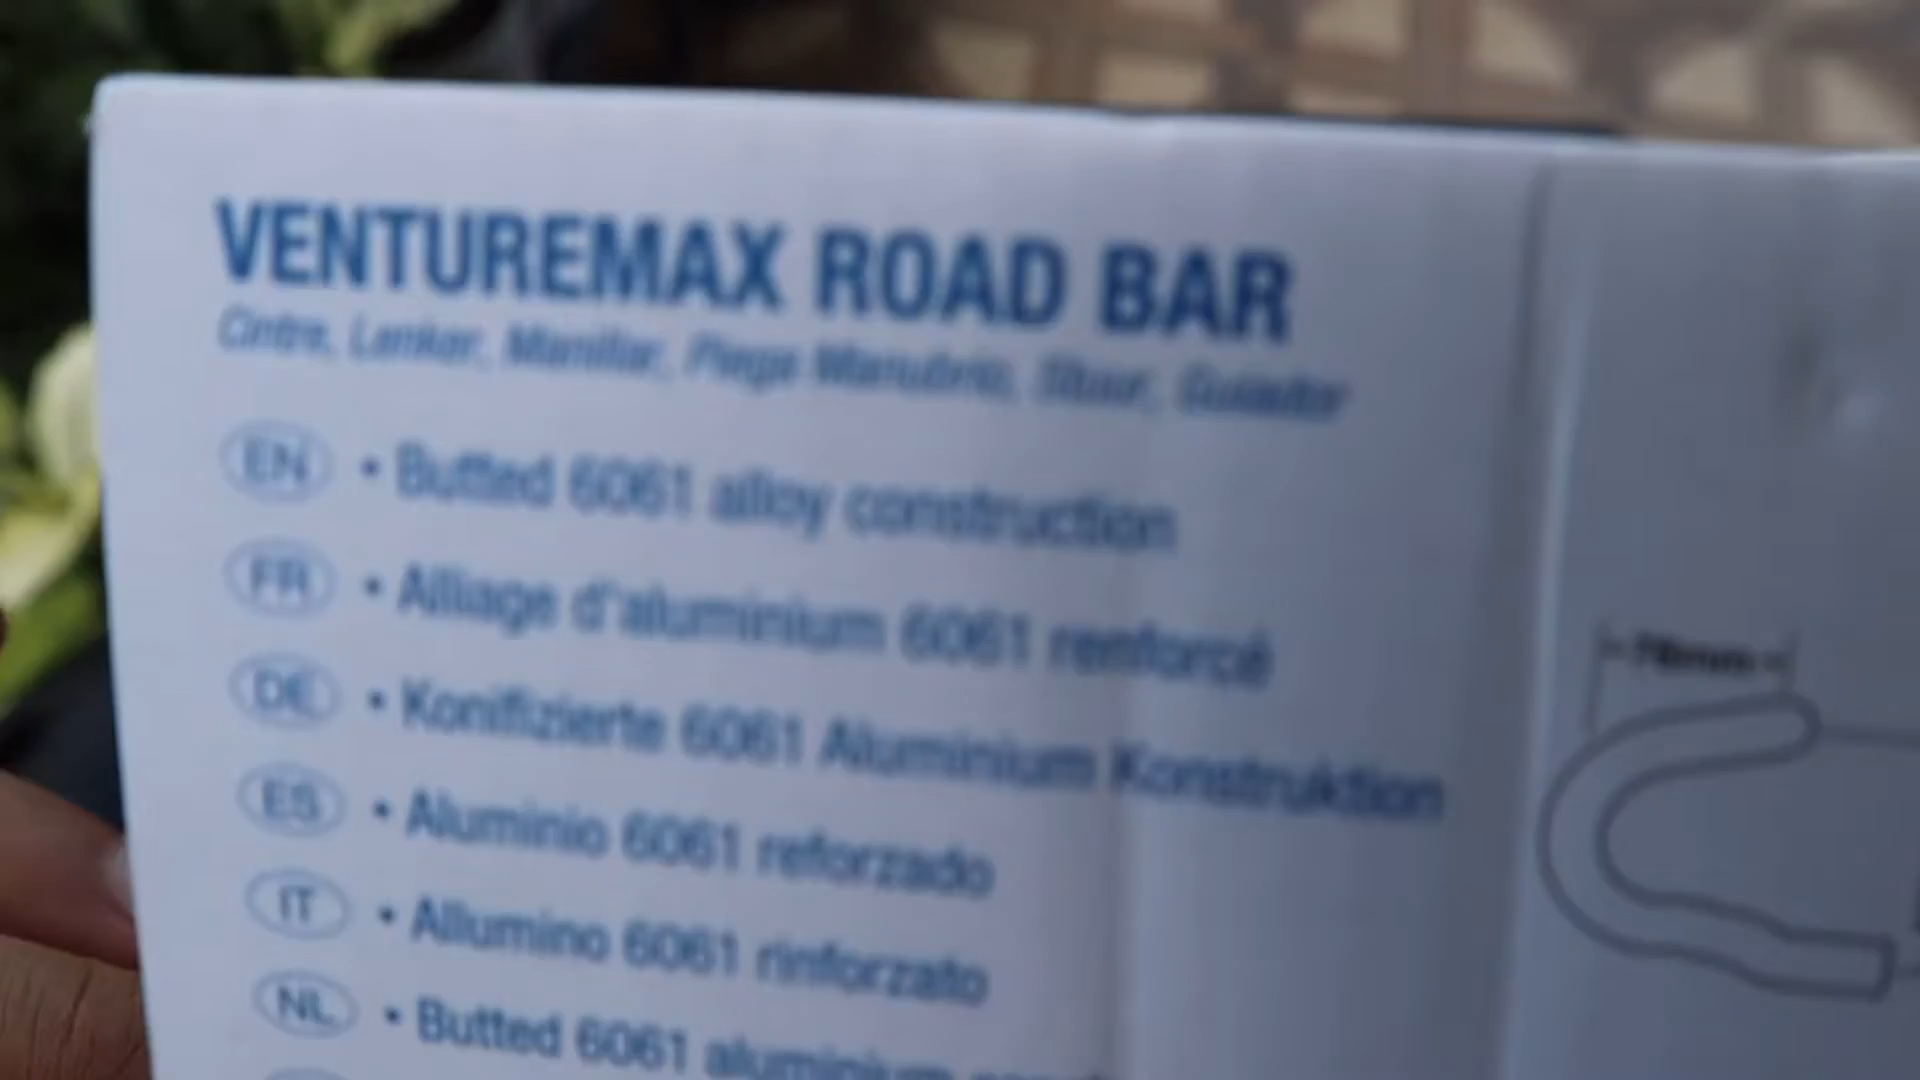 VENTUREMAX ROAD BAR
Cintre, Lenker, Manillar, Piega Manubrio, Stuur, Guiador
EN • Butted 6061 alloy construction
FR • Alliage d'aluminium 6061 renforcé
DE • Konifizierte 6061 Aluminium Konstruktion
ES • Aluminio 6061 reforzado
IT • Allumino 6061 rinforzato
NL • Butted 6061 aluminium